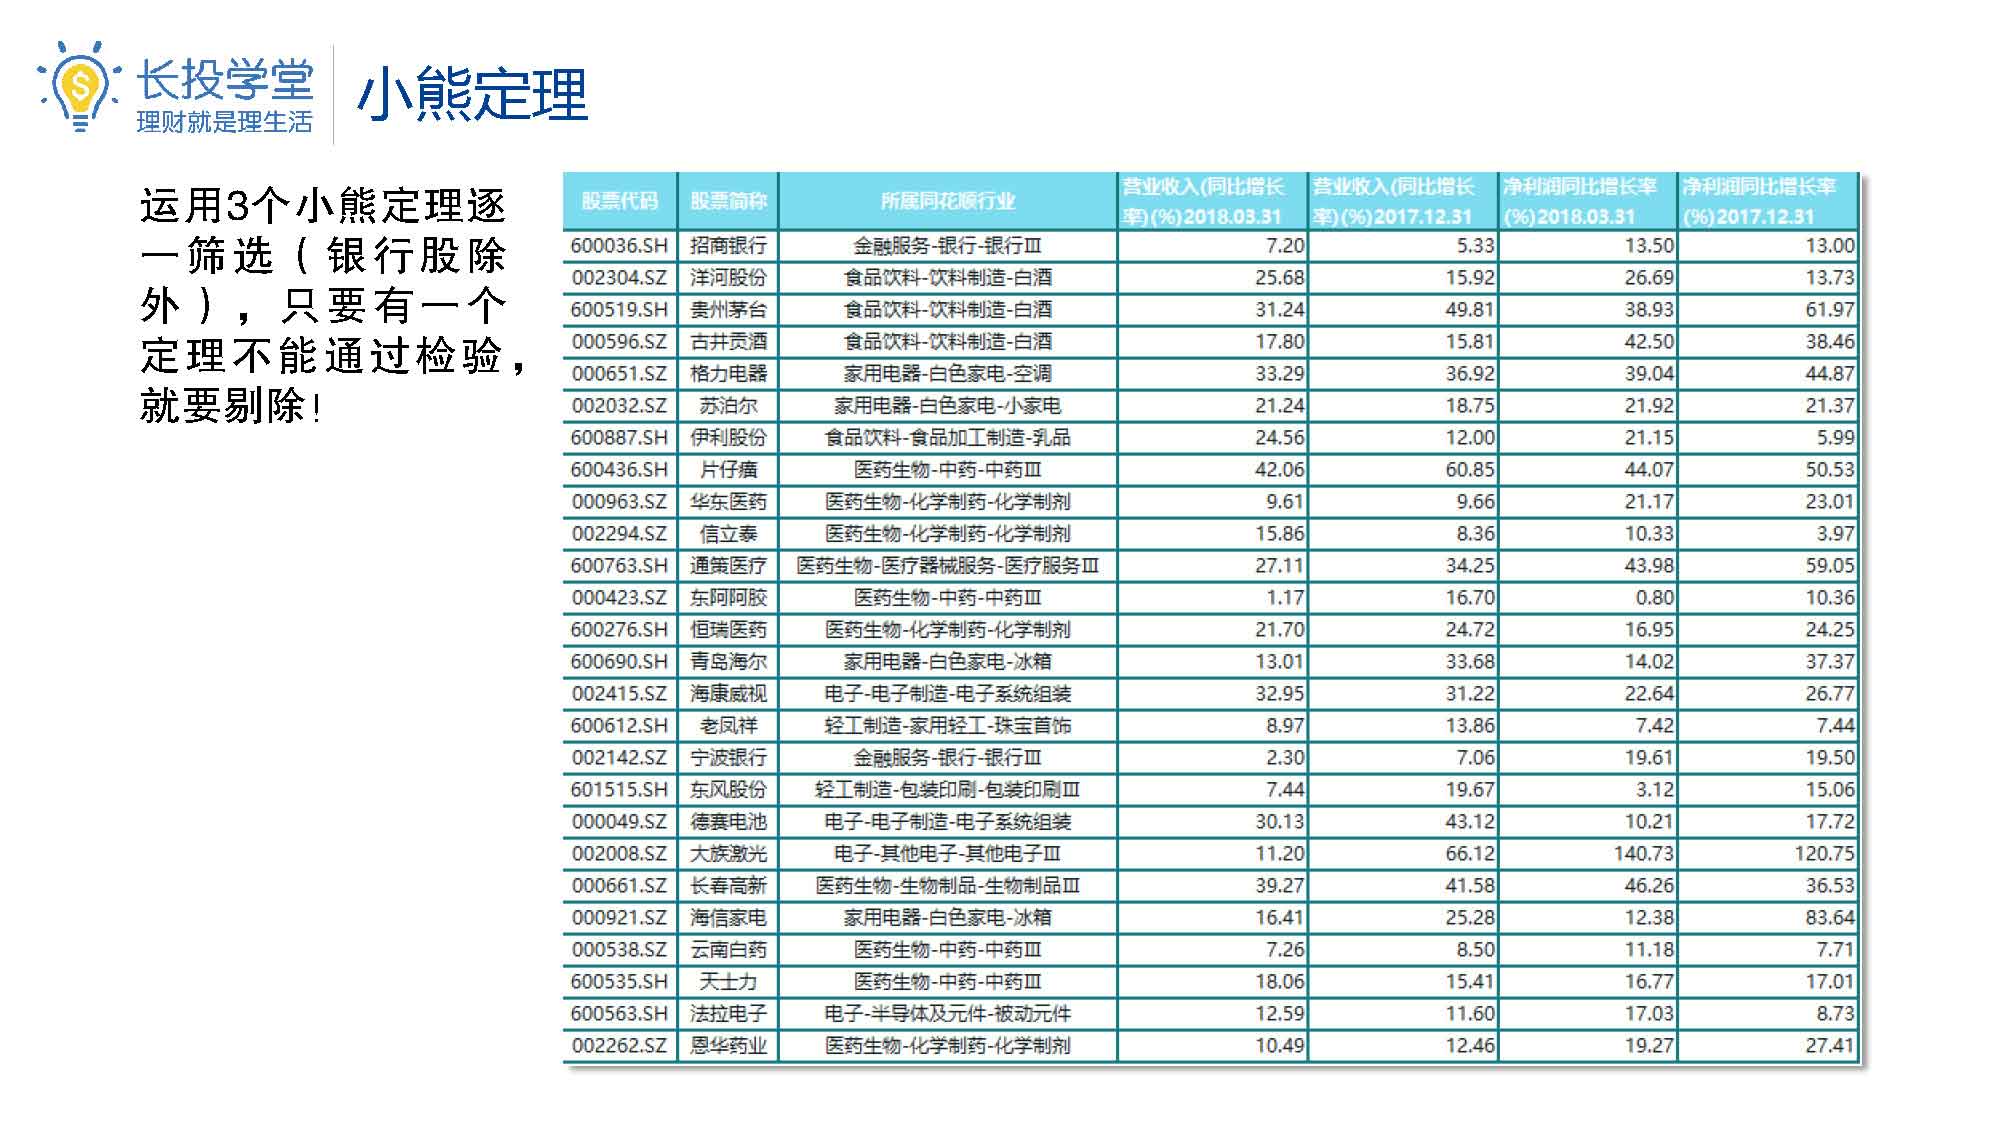 长投学堂
理财就是理生活
小熊定理
运用3个小熊定理逐
一筛选（银行股除
外），只要有一个
定理不能通过检验，
就要剔除！
股票代码 股票简称 所属同花顺行业 营业收入(同比增长率)(%)2018.03.31 营业收入(同比增长率)(%)2017.12.31 净利润同比增长率(%)2018.03.31 净利润同比增长率(%)2017.12.31
600036.SH 招商银行 金融服务-银行-银行Ⅲ 7.20 5.33 13.50 13.00
002304.SZ 洋河股份 食品饮料-饮料制造-白酒 25.68 15.92 26.69 13.73
600519.SH 贵州茅台 食品饮料-饮料制造-白酒 31.24 49.81 38.93 61.97
000596.SZ 古井贡酒 食品饮料-饮料制造-白酒 17.80 15.81 42.50 38.46
000651.SZ 格力电器 家用电器-白色家电-空调 33.29 36.92 39.04 44.87
002032.SZ 苏泊尔 家用电器-白色家电-小家电 21.24 18.75 21.92 21.37
600887.SH 伊利股份 食品饮料-食品加工制造-乳品 24.56 12.00 21.15 5.99
600436.SH 片仔癀 医药生物-中药-中药Ⅲ 42.06 60.85 44.07 50.53
000963.SZ 华东医药 医药生物-化学制药-化学制剂 9.61 9.66 21.17 23.01
002294.SZ 信立泰 医药生物-化学制药-化学制剂 15.86 8.36 10.33 3.97
600763.SH 通策医疗 医药生物-医疗器械服务-医疗服务Ⅲ 27.11 34.25 43.98 59.05
000423.SZ 东阿阿胶 医药生物-中药-中药Ⅲ 1.17 16.70 0.80 10.36
600276.SH 恒瑞医药 医药生物-化学制药-化学制剂 21.70 24.72 16.95 24.25
600690.SH 青岛海尔 家用电器-白色家电-冰箱 13.01 33.68 14.02 37.37
002415.SZ 海康威视 电子-电子制造-电子系统组装 32.95 31.22 22.64 26.77
600612.SH 老凤祥 轻工制造-家用轻工-珠宝首饰 8.97 13.86 7.42 7.44
002142.SZ 宁波银行 金融服务-银行-银行Ⅲ 2.30 7.06 19.61 19.50
601515.SH 东风股份 轻工制造-包装印刷-包装印刷Ⅲ 7.44 19.67 3.12 15.06
000049.SZ 德赛电池 电子-电子制造-电子系统组装 30.13 43.12 10.21 17.72
002008.SZ 大族激光 电子-其他电子-其他电子Ⅲ 11.20 66.12 140.73 120.75
000661.SZ 长春高新 医药生物-生物制品-生物制品Ⅲ 39.27 41.58 46.26 36.53
000921.SZ 海信家电 家用电器-白色家电-冰箱 16.41 25.28 12.38 83.64
000538.SZ 云南白药 医药生物-中药-中药Ⅲ 7.26 8.50 11.18 7.71
600535.SH 天士力 医药生物-中药-中药Ⅲ 18.06 15.41 16.77 17.01
600563.SH 法拉电子 电子-半导体及元件-被动元件 12.59 11.60 17.03 8.73
002262.SZ 恩华药业 医药生物-化学制药-化学制剂 10.49 12.46 19.27 27.41